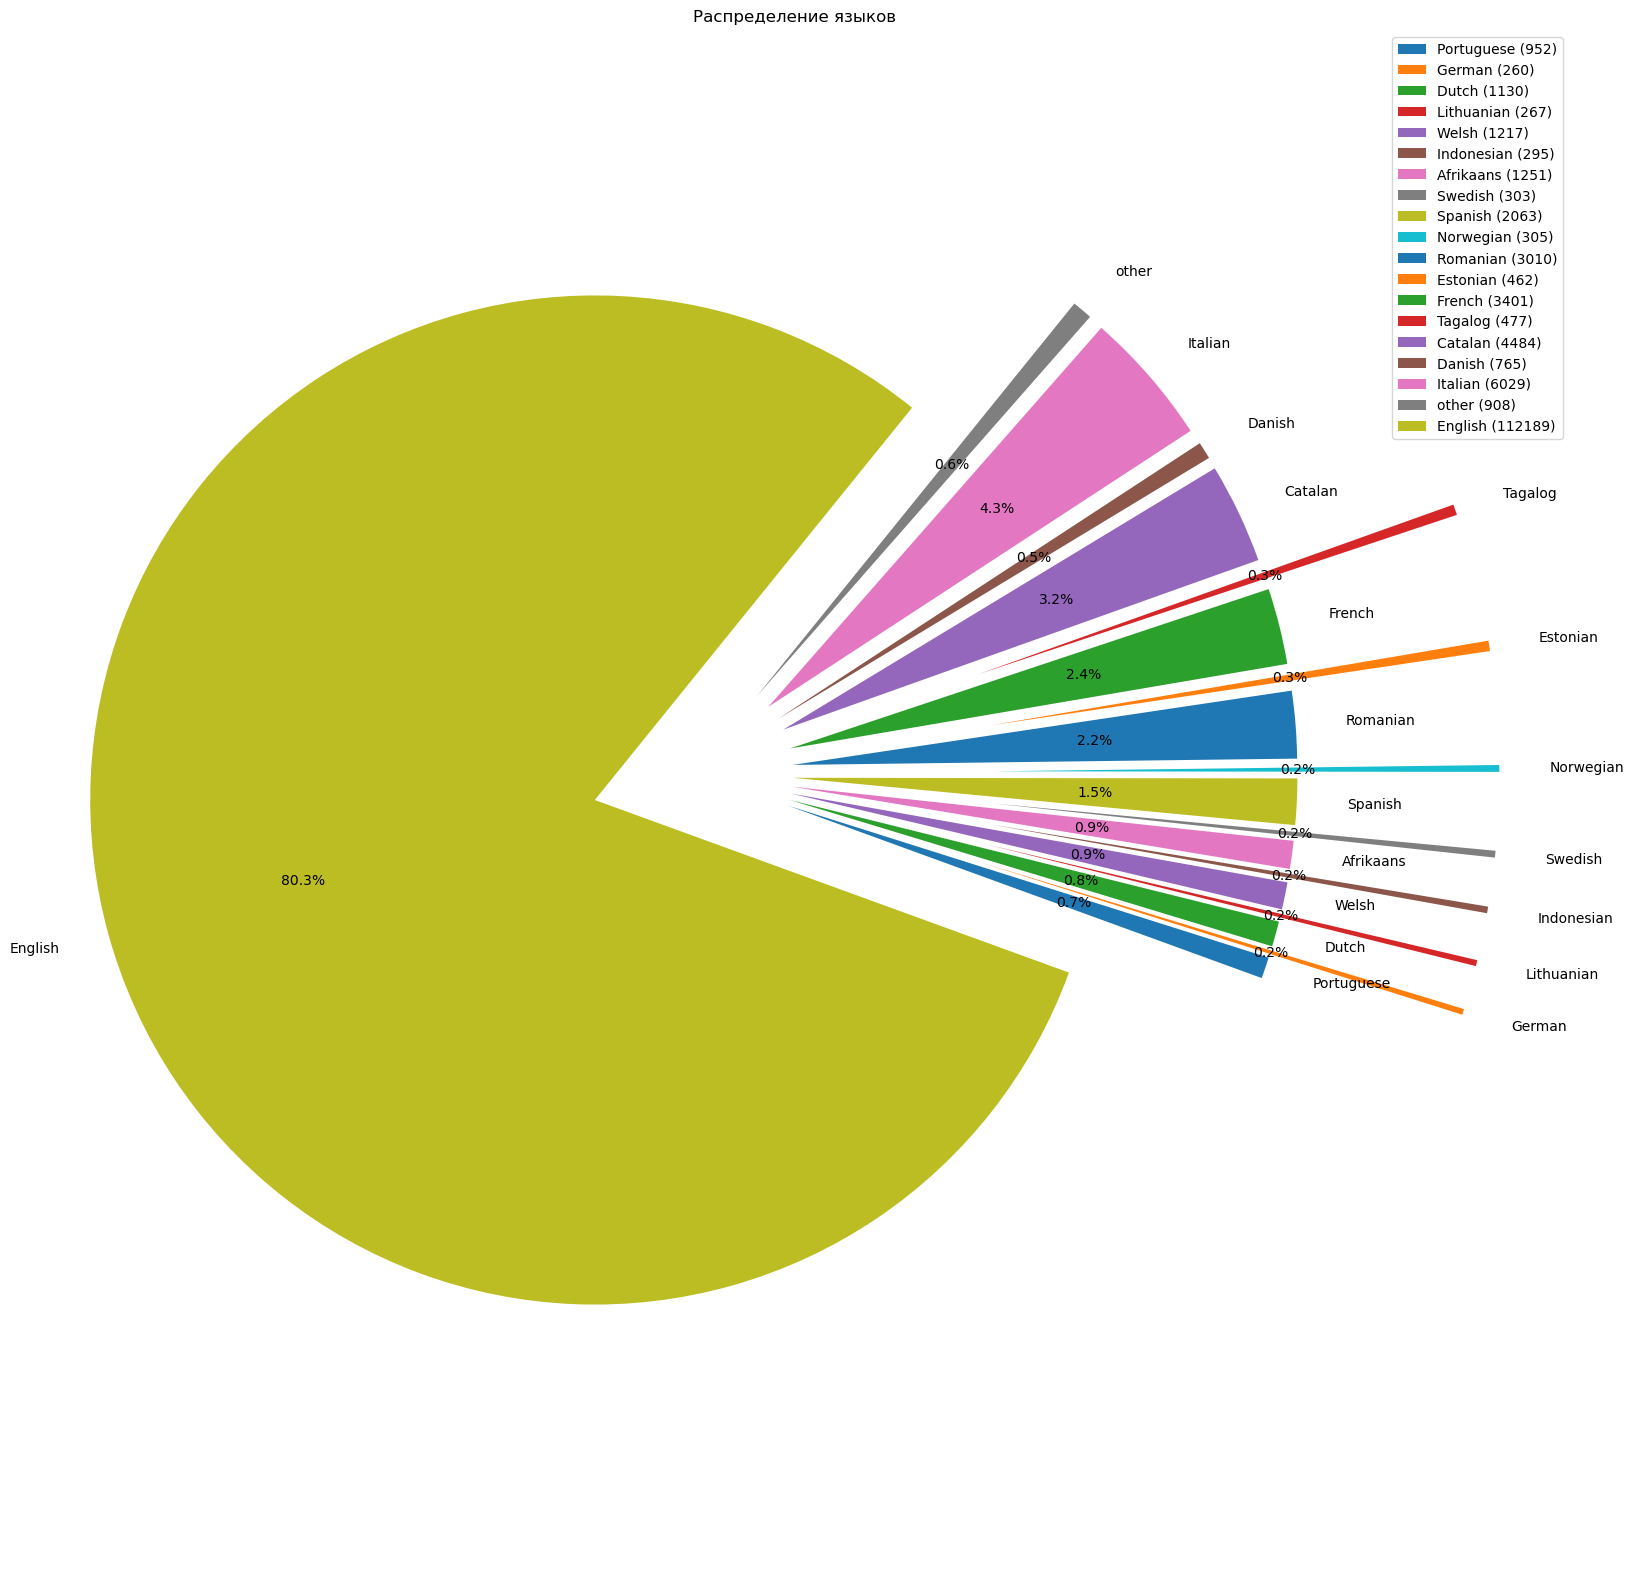 Распределение языков
Portuguese (952)
German (260)
Dutch (1130)
Lithuanian (267)
Welsh (1217)
Indonesian (295)
Afrikaans (1251)
Swedish (303)
Spanish (2063)
Norwegian (305)
Romanian (3010)
Estonian (462)
French (3401)
Tagalog (477)
Catalan (4484)
Danish (765)
Italian (6029)
other (908)
English (112189)
other
Italian
Danish
0.6%
Catalan
Tagalog
4.3%
0.5%
0.3%
3.2%
French
Estonian
2.4%
0.3%
Romanian
2.2%
Norwegian
0.2%
1.5%
Spanish
0.9%
0.2%
0.9%
Afrikaans
Swedish
80.3%
0.8%
0.2%
0.7%
Welsh
0.2%
Indonesian
English
Dutch
0.2%
Lithuanian
Portuguese
German